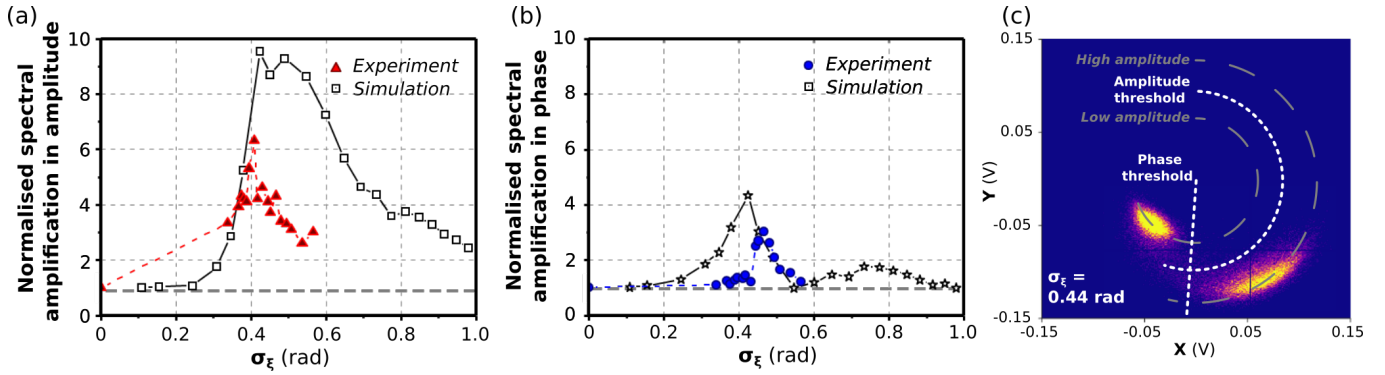 (a)
Normalised spectral
amplification in amplitude
10
8
6
4
2
0
0.0
0.2
0.4
0.6
0.8
1.0
σξ (rad)
Experiment
Simulation
(b)
Normalised spectral
amplification in phase
10
8
6
4
2
0
0.0
0.2
0.4
0.6
0.8
1.0
σξ (rad)
Experiment
Simulation
(c)
Y (V)
0.15
0.05
-0.05
-0.15
-0.15
-0.05
0.05
0.15
X (V)
High amplitude
Amplitude
threshold
Low amplitude
Phase
threshold
σξ =
0.44 rad